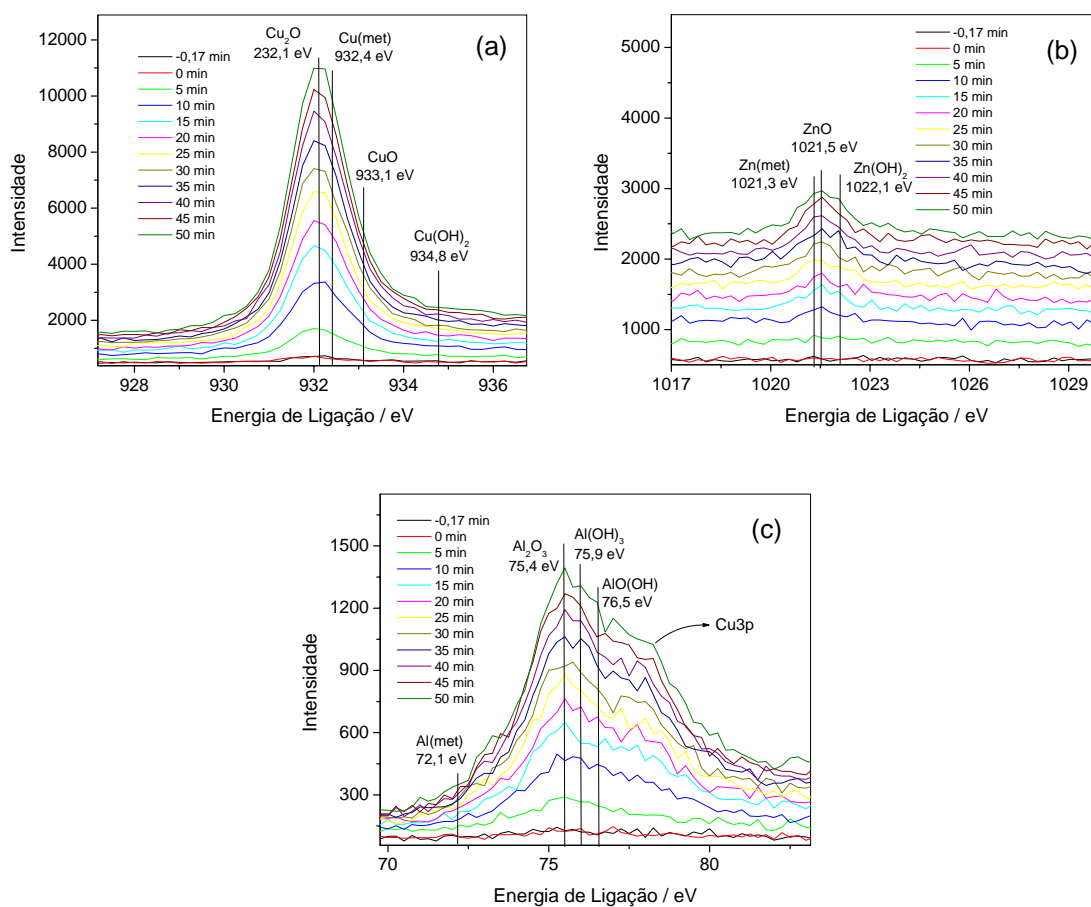 (a)
Cu2O
232,1 eV
Cu(met)
932,4 eV
CuO
933,1 eV
Cu(OH)2
934,8 eV
-0,17 min
0 min
5 min
10 min
15 min
20 min
25 min
30 min
35 min
40 min
45 min
50 min
12000
10000
8000
6000
4000
2000
Intensidade
928 930 932 934 936
Energia de Ligação / eV
(b)
-0,17 min
0 min
5 min
10 min
15 min
20 min
25 min
30 min
35 min
40 min
45 min
50 min
ZnO
1021,5 eV
Zn(met)
1021,3 eV
Zn(OH)2
1022,1 eV
5000
4000
3000
2000
1000
Intensidade
1017 1020 1023 1026 1029
Energia de Ligação / eV
(c)
-0,17 min
0 min
5 min
10 min
15 min
20 min
25 min
30 min
35 min
40 min
45 min
50 min
Al2O3
75,4 eV
Al(OH)3
75,9 eV
AlO(OH)
76,5 eV
Cu3p
Al(met)
72,1 eV
1500
1200
900
600
300
Intensidade
70 75 80
Energia de Ligação / eV